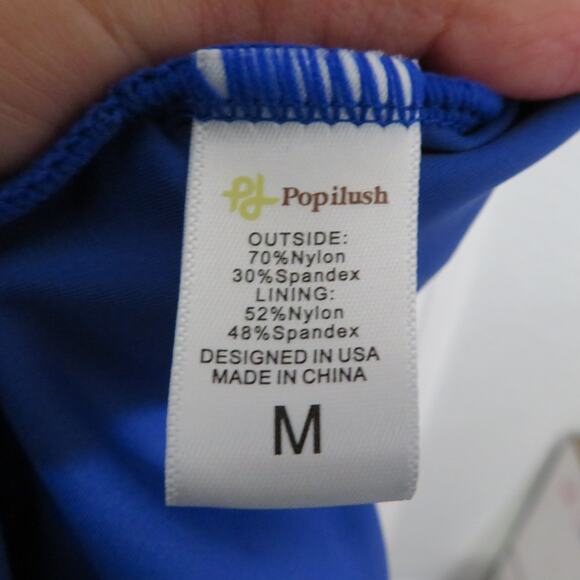 Popilush
OUTSIDE:
70%Nylon
30%Spandex
LINING:
52%Nylon
48%Spandex
DESIGNED IN USA
MADE IN CHINA
M